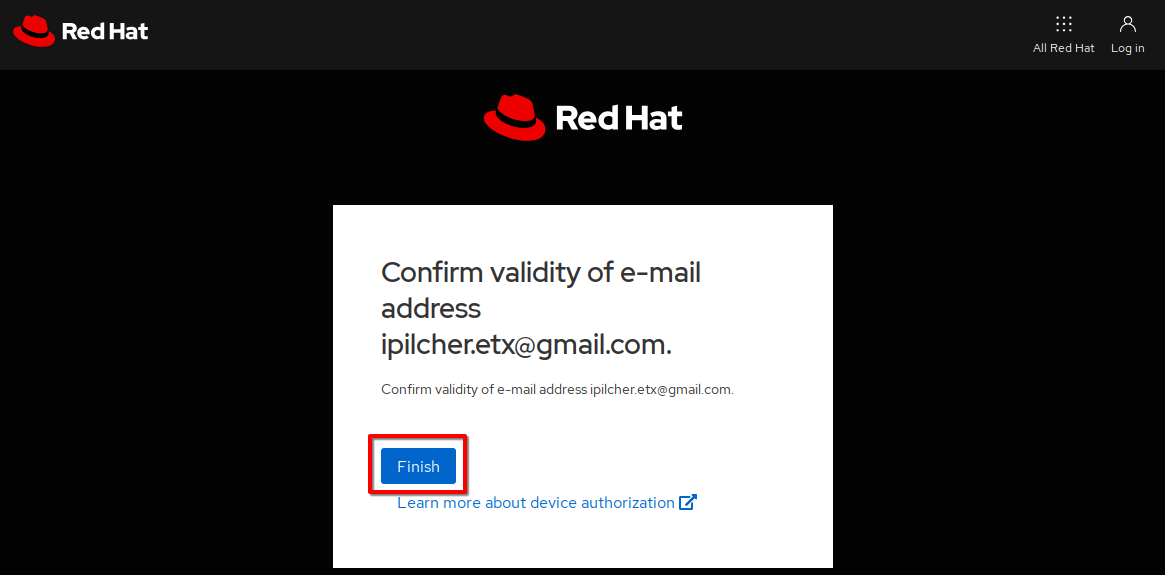 Red Hat
All Red Hat
Log in
Red Hat
Confirm validity of e-mail
address
ipilcher.etx@gmail.com.
Confirm validity of e-mail address ipilcher.etx@gmail.com.
Finish
Learn more about device authorization